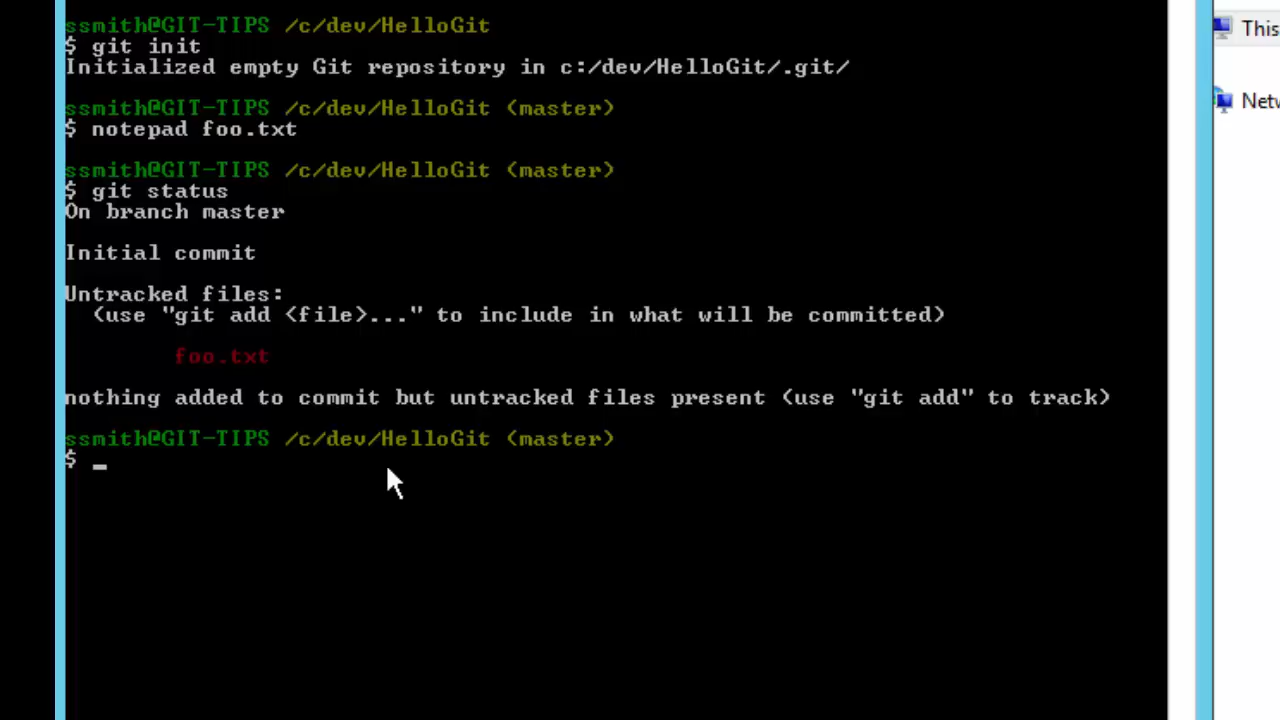 ssmith@GIT-TIPS /c/dev/HelloGit
$ git init
Initialized empty Git repository in c:/dev/HelloGit/.git/
ssmith@GIT-TIPS /c/dev/HelloGit (master)
$ notepad foo.txt
ssmith@GIT-TIPS /c/dev/HelloGit (master)
$ git status
On branch master
Initial commit
Untracked files:
(use "git add <file>..." to include in what will be committed)
foo.txt
nothing added to commit but untracked files present (use "git add" to track)
ssmith@GIT-TIPS /c/dev/HelloGit (master)
$
This
Netw